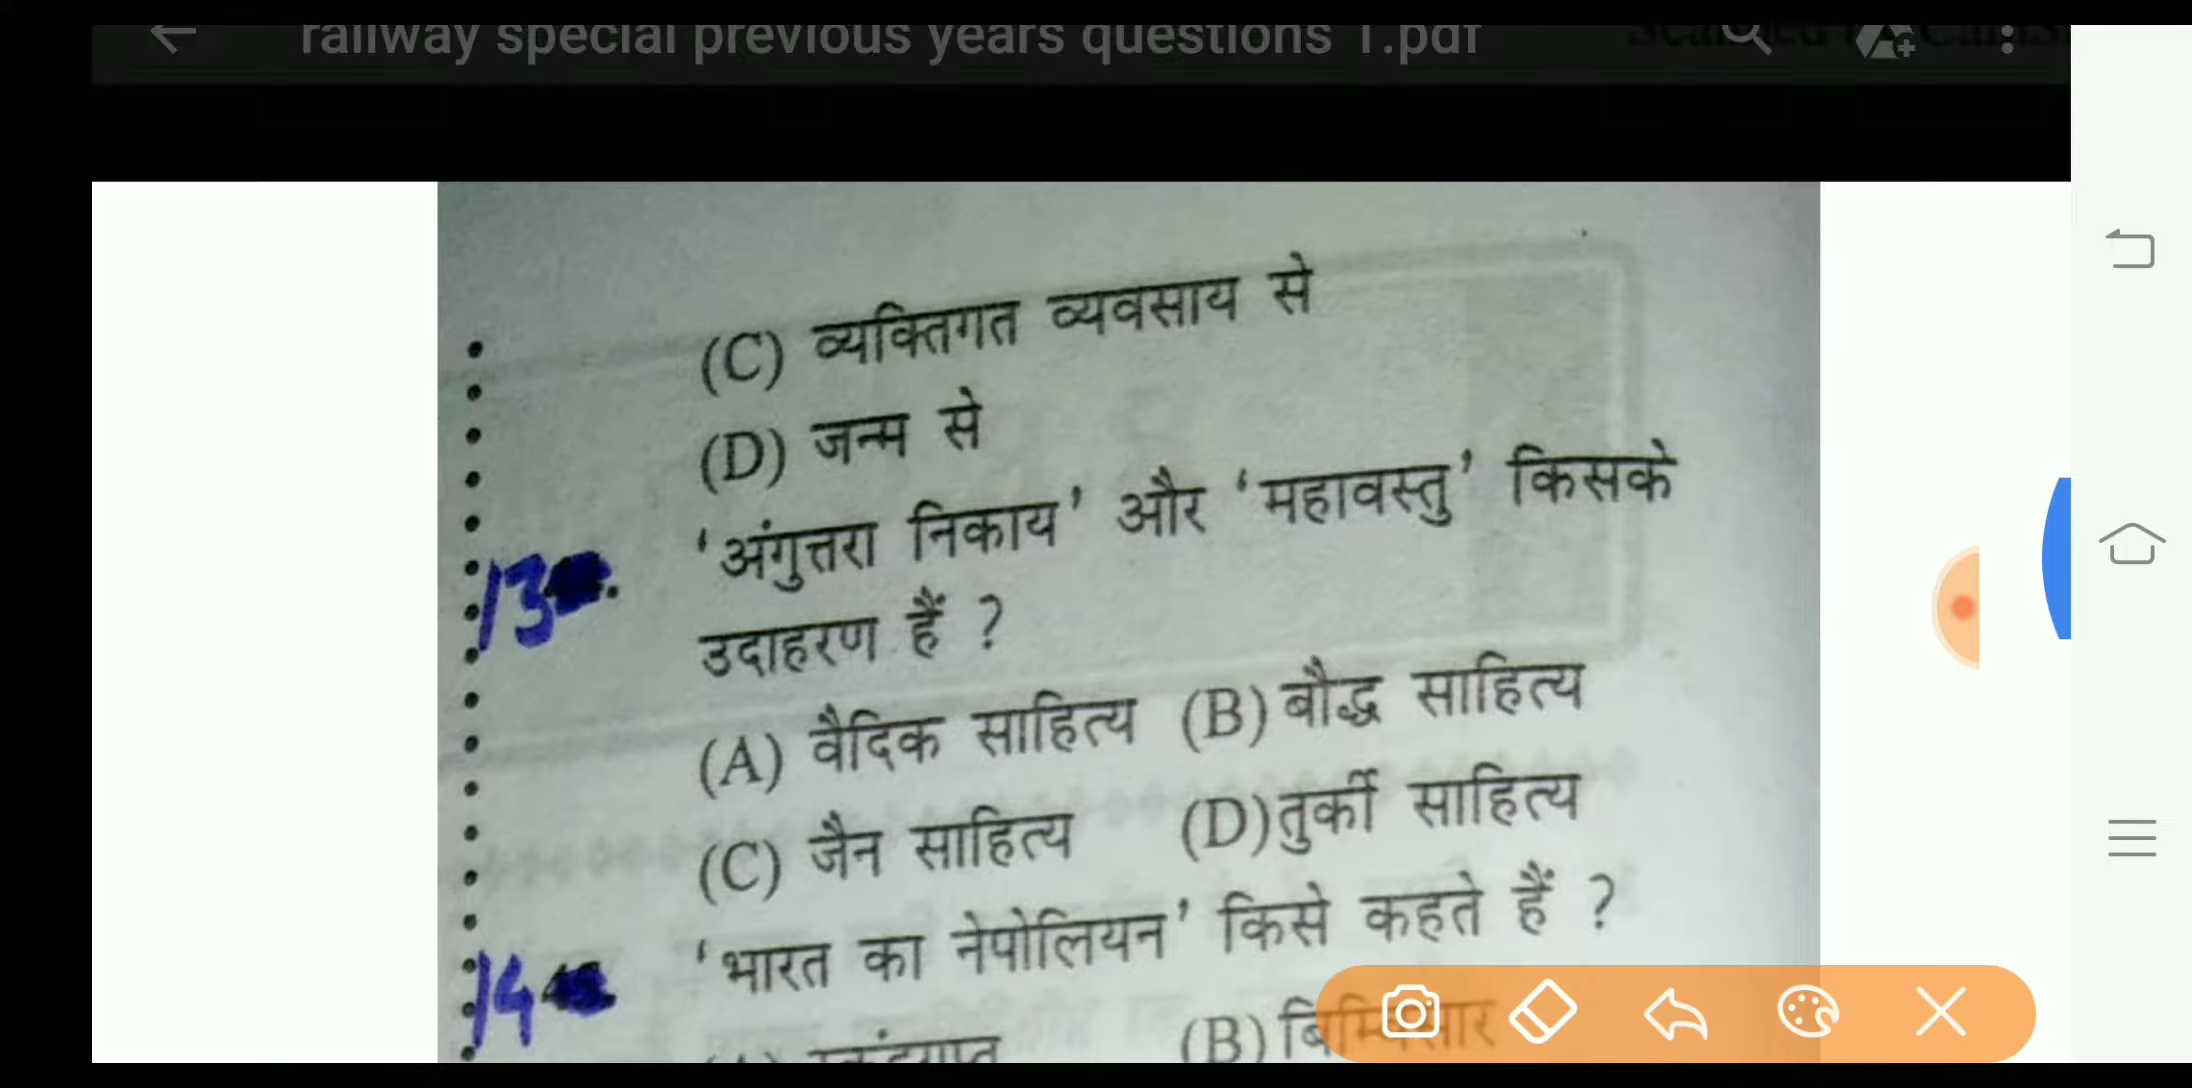 railway special previous years questions 1.pdf
(C) व्यक्तिगत व्यवसाय से
(D) जन्म से
13. 'अंगुत्तरा निकाय' और 'महावस्तु' किसके
उदाहरण हैं ?
(A) वैदिक साहित्य (B) बौद्ध साहित्य
(C) जैन साहित्य (D) तुर्की साहित्य
14 'भारत का नेपोलियन' किसे कहते हैं ?
(B) बिम्बिसार